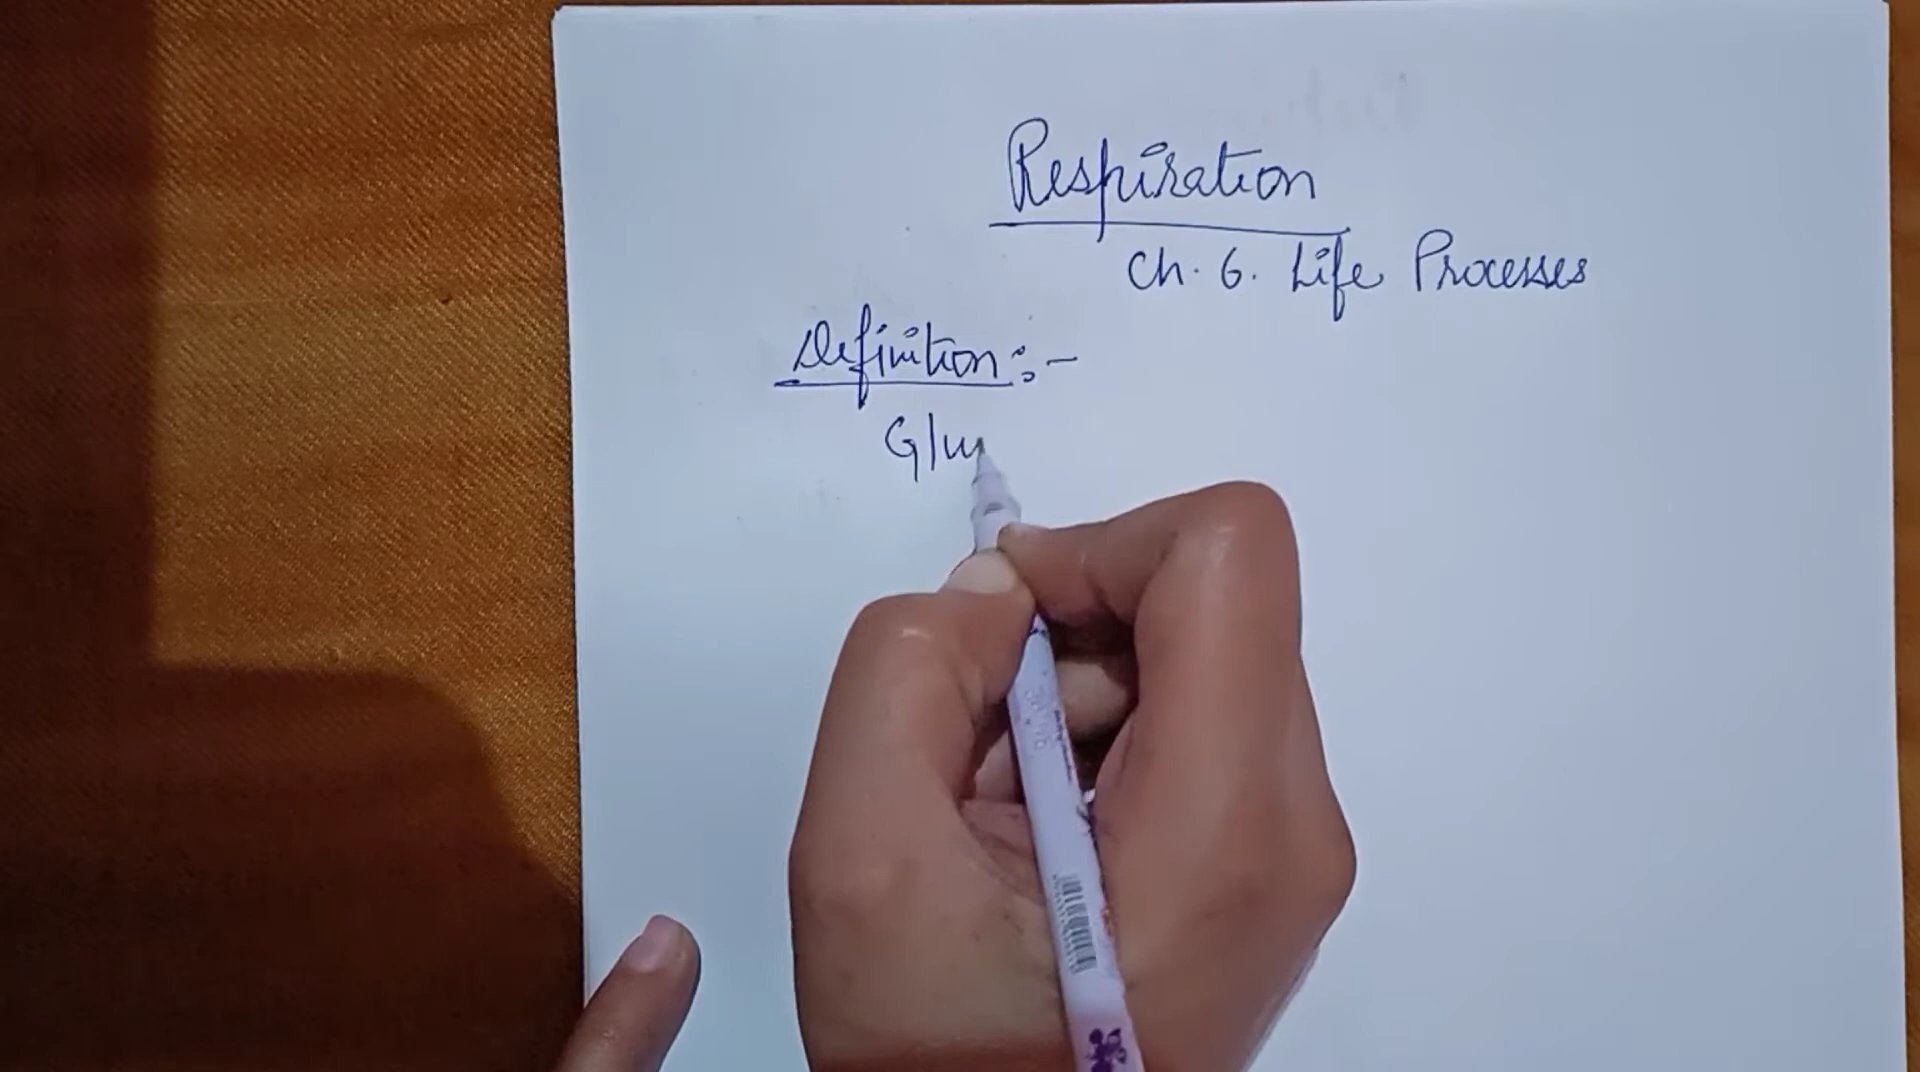 Respiration
Ch. 6. Life Processes
Definition :-
Glu